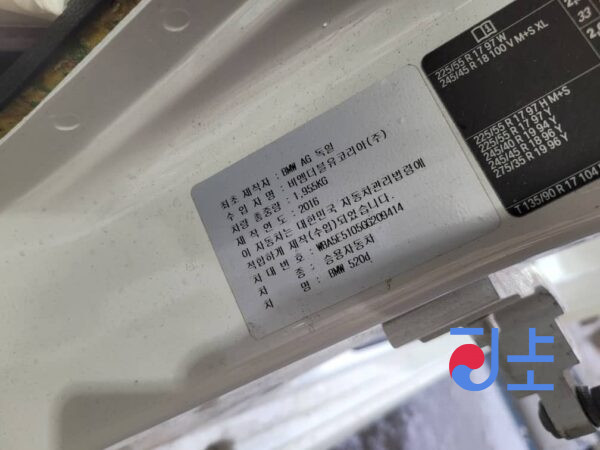 최초 제작자 : BMW AG 독일
수 입 자 명 : 비엠더블유코리아(주)
차량 총중량 : 1,955KG
제 작 연 도 : 2016
이 자동차는 대한민국 자동차관리법령에
적합하게 제작(수입)되었습니다.
차 대 번 호 : WBA5E5105GG209414
차 종 : 승용자동차
차 명 : BMW 520d
225/55 R 17 97 W
245/45 R 18 100 V M+S XL
225/55 R 17 97 H M+S
225/55 R 17 97 Y
245/40 R 19 94 Y
245/45 R 18 96 Y
275/35 R 19 96 Y
T 135/90 R 17 104